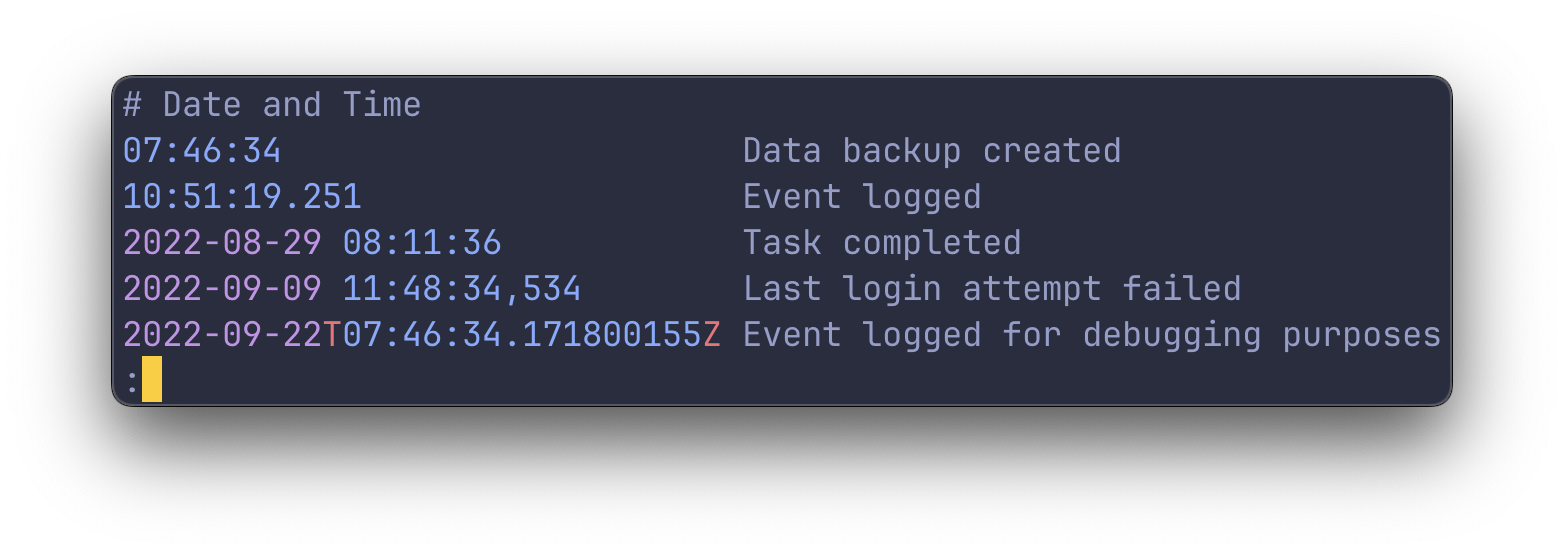 # Date and Time
07:46:34                       Data backup created
10:51:19.251                   Event logged
2022-08-29 08:11:36            Task completed
2022-09-09 11:48:34,534        Last login attempt failed
2022-09-22T07:46:34.171800155Z Event logged for debugging purposes
: